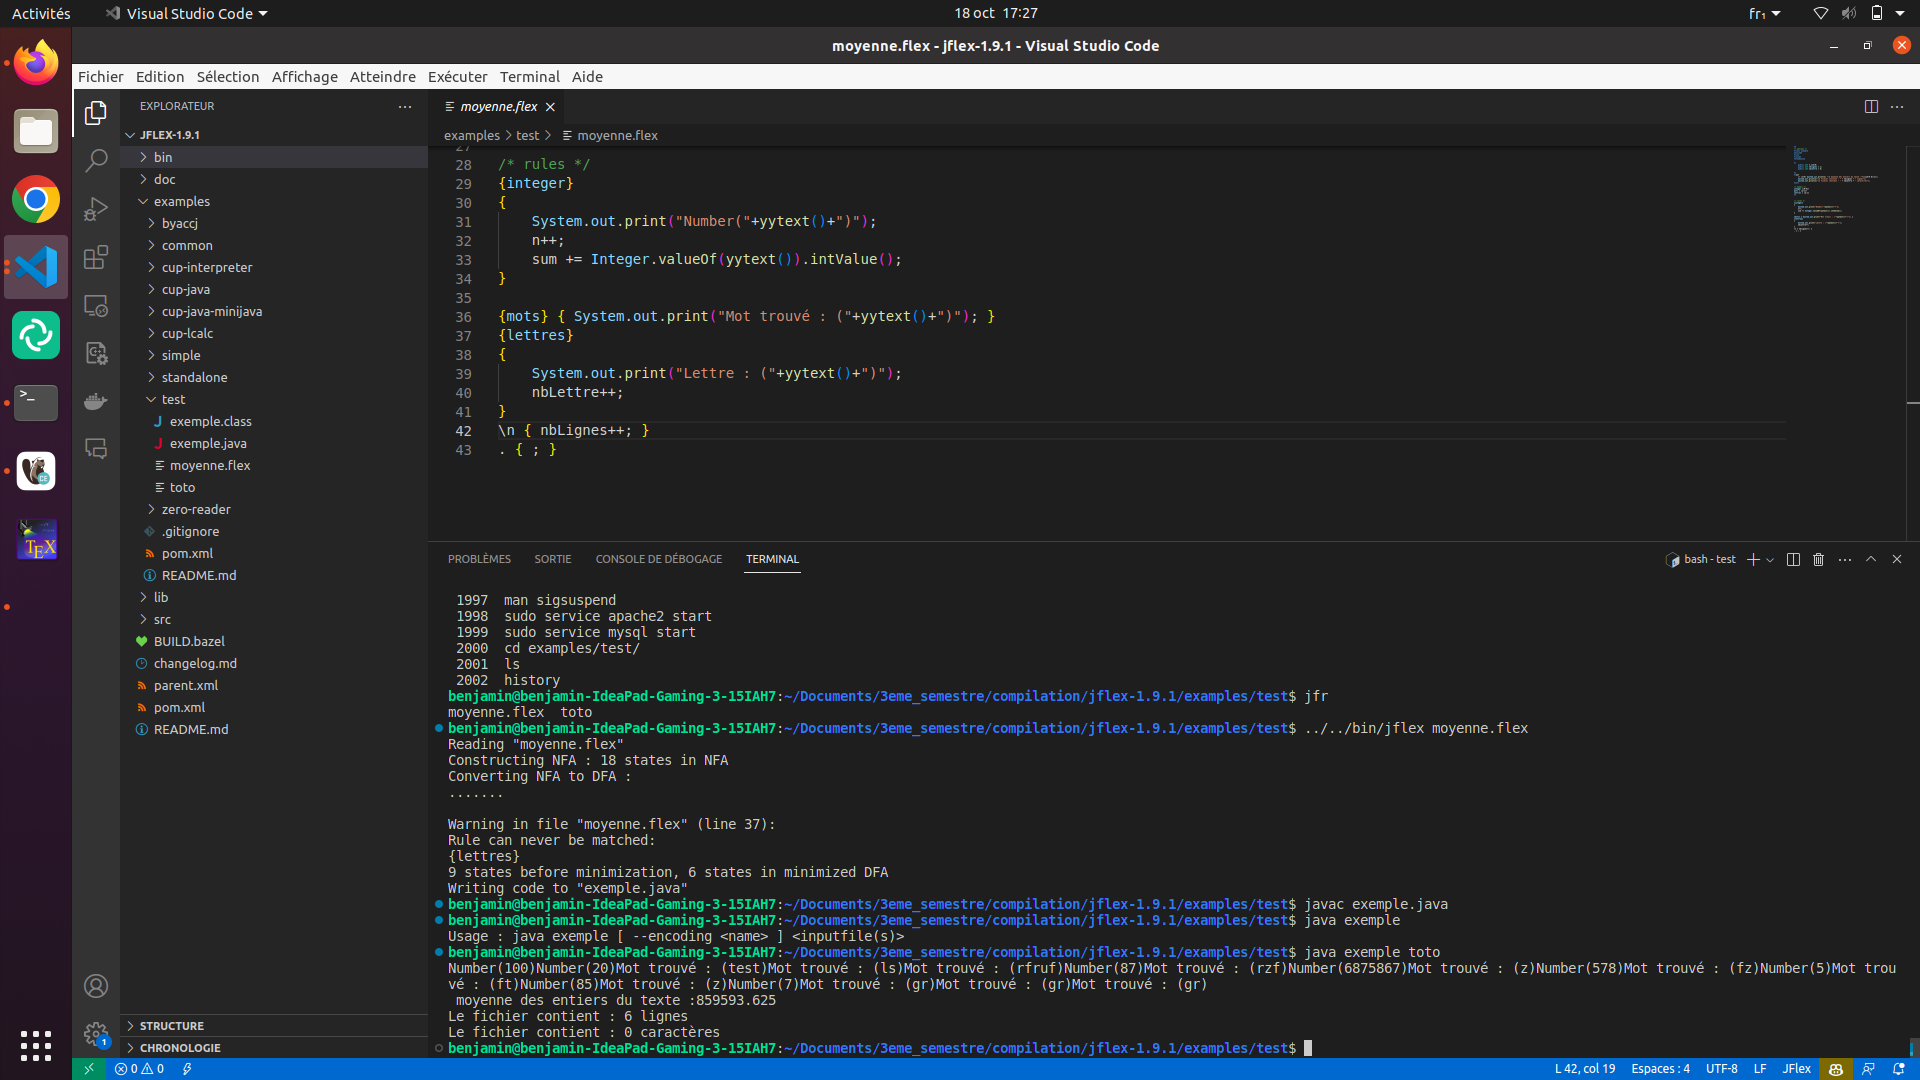 Activités
Visual Studio Code
18 oct 17:27
fr₁
moyenne.flex - jflex-1.9.1 - Visual Studio Code
Fichier Edition Sélection Affichage Atteindre Exécuter Terminal Aide
EXPLORATEUR
JFLEX-1.9.1
bin
doc
examples
byaccj
common
cup-interpreter
cup-java
cup-java-minijava
cup-lcalc
simple
standalone
test
J exemple.class
J exemple.java
moyenne.flex
toto
zero-reader
.gitignore
pom.xml
README.md
lib
src
BUILD.bazel
changelog.md
parent.xml
pom.xml
README.md
STRUCTURE
CHRONOLOGIE
moyenne.flex
examples > test > moyenne.flex
27
28 /* rules */
29 {integer}
30 {
31 System.out.print("Number("+yytext()+")");
32 n++;
33 sum += Integer.valueOf(yytext()).intValue();
34 }
35
36 {mots} { System.out.print("Mot trouvé : ("+yytext()+")"); }
37 {lettres}
38 {
39 System.out.print("Lettre : ("+yytext()+")");
40 nbLettre++;
41 }
42 \n { nbLignes++; }
43 . { ; }
PROBLÈMES SORTIE CONSOLE DE DÉBOGAGE TERMINAL
bash - test
1997 man sigsuspend
1998 sudo service apache2 start
1999 sudo service mysql start
2000 cd examples/test/
2001 ls
2002 history
benjamin@benjamin-IdeaPad-Gaming-3-15IAH7:~/Documents/3eme_semestre/compilation/jflex-1.9.1/examples/test$ jfr
moyenne.flex toto
benjamin@benjamin-IdeaPad-Gaming-3-15IAH7:~/Documents/3eme_semestre/compilation/jflex-1.9.1/examples/test$ ../../bin/jflex moyenne.flex
Reading "moyenne.flex"
Constructing NFA : 18 states in NFA
Converting NFA to DFA :
.......
Warning in file "moyenne.flex" (line 37):
Rule can never be matched:
{lettres}
9 states before minimization, 6 states in minimized DFA
Writing code to "exemple.java"
benjamin@benjamin-IdeaPad-Gaming-3-15IAH7:~/Documents/3eme_semestre/compilation/jflex-1.9.1/examples/test$ javac exemple.java
benjamin@benjamin-IdeaPad-Gaming-3-15IAH7:~/Documents/3eme_semestre/compilation/jflex-1.9.1/examples/test$ java exemple
Usage : java exemple [ --encoding <name> ] <inputfile(s)>
benjamin@benjamin-IdeaPad-Gaming-3-15IAH7:~/Documents/3eme_semestre/compilation/jflex-1.9.1/examples/test$ java exemple toto
Number(100)Number(20)Mot trouvé : (test)Mot trouvé : (ls)Mot trouvé : (rfruf)Number(87)Mot trouvé : (rzf)Number(6875867)Mot trouvé : (z)Number(578)Mot trouvé : (fz)Number(5)Mot trou
vé : (ft)Number(85)Mot trouvé : (z)Number(7)Mot trouvé : (gr)Mot trouvé : (gr)Mot trouvé : (gr)
moyenne des entiers du texte :859593.625
Le fichier contient : 6 lignes
Le fichier contient : 0 caractères
benjamin@benjamin-IdeaPad-Gaming-3-15IAH7:~/Documents/3eme_semestre/compilation/jflex-1.9.1/examples/test$
1
0 0
L 42, col 19 Espaces : 4 UTF-8 LF JFlex
>_
CE
TEX